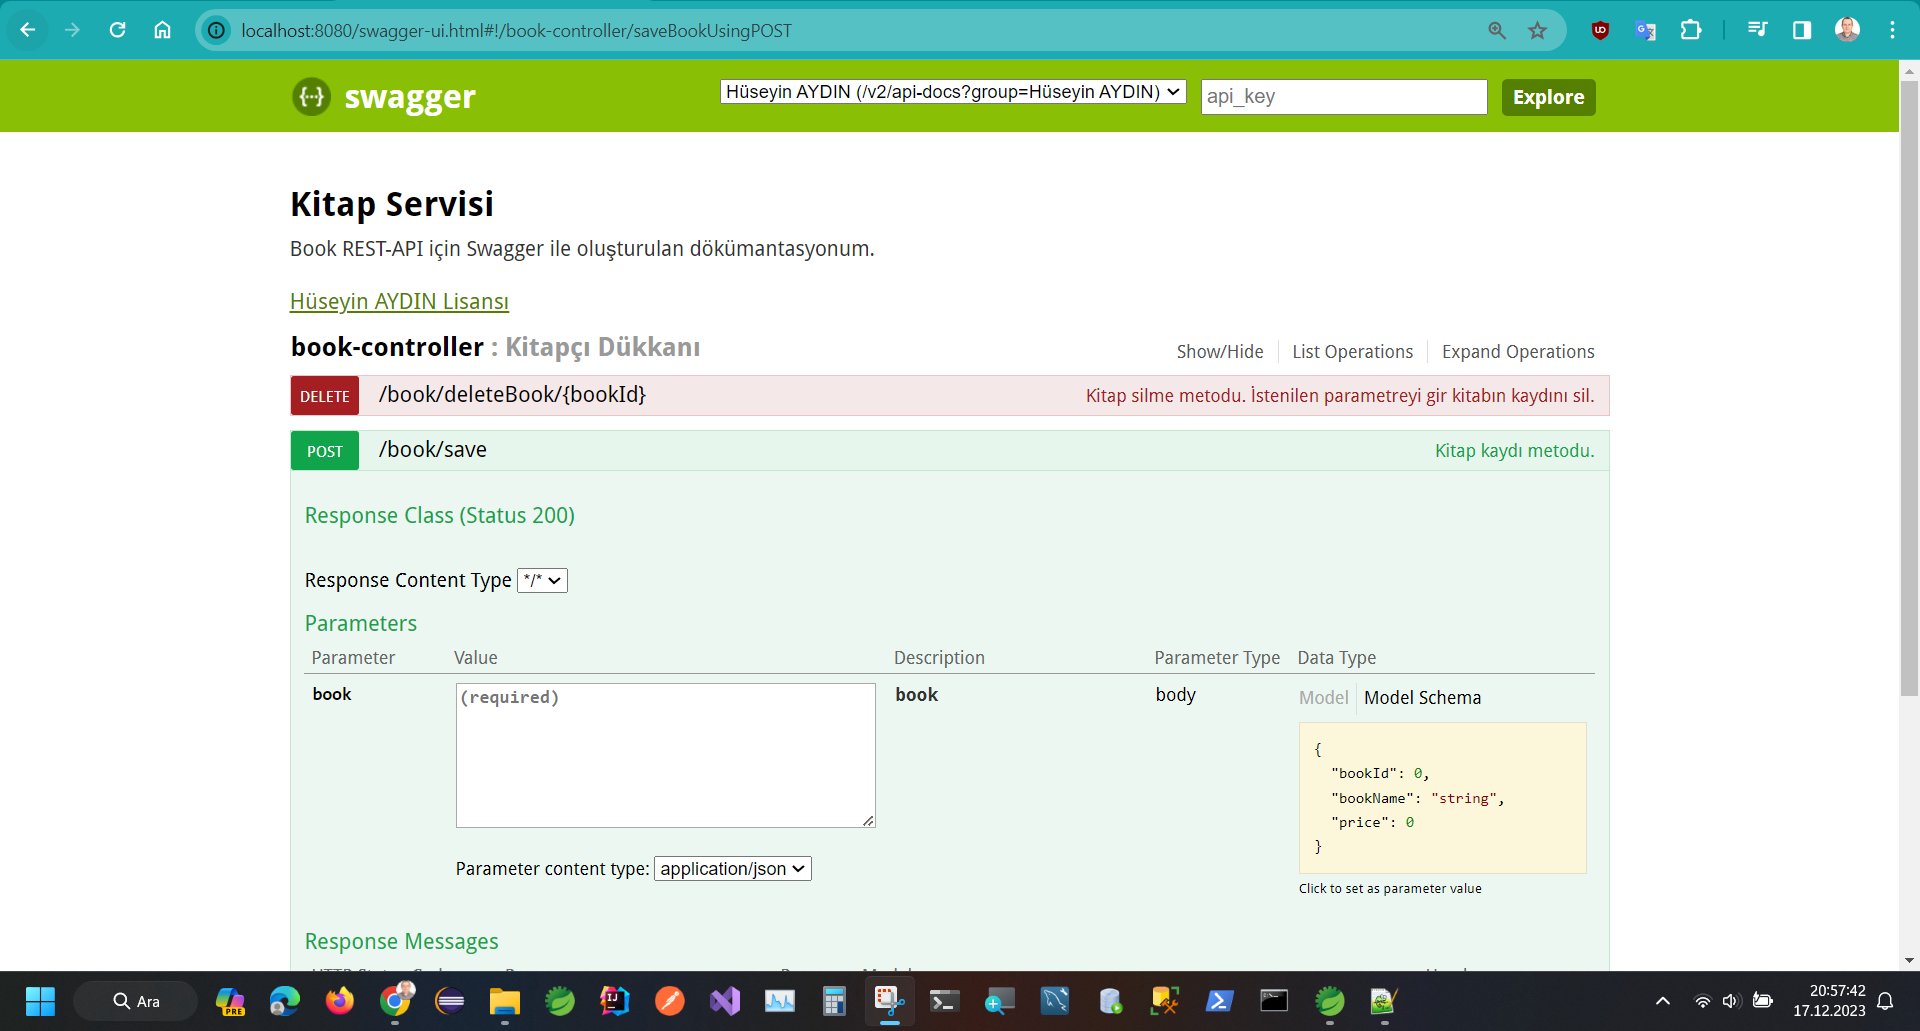 localhost:8080/swagger-ui.html#!/book-controller/saveBookUsingPOST
{···} swagger
Hüseyin AYDIN (/v2/api-docs?group=Hüseyin AYDIN)
api_key
Explore
Kitap Servisi
Book REST-API için Swagger ile oluşturulan dökümantasyonum.
Hüseyin AYDIN Lisansı
book-controller : Kitapçı Dükkanı
Show/Hide
List Operations
Expand Operations
DELETE /book/deleteBook/{bookId} Kitap silme metodu. İstenilen parametreyi gir kitabın kaydını sil.
POST /book/save Kitap kaydı metodu.
Response Class (Status 200)
Response Content Type */*
Parameters
Parameter Value Description Parameter Type Data Type
book (required) book body Model Model Schema
{
"bookId": 0,
"bookName": "string",
"price": 0
}
Click to set as parameter value
Parameter content type: application/json
Response Messages
Ara
PRE
20:57:42
17.12.2023